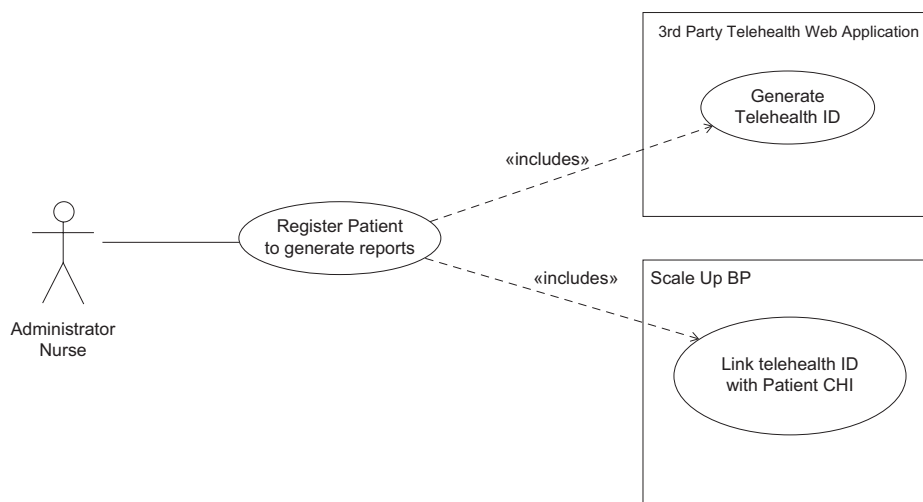 3rd Party Telehealth Web Application
Generate
Telehealth ID
«includes»
Register Patient
to generate reports
«includes»
Administrator
Nurse
Scale Up BP
Link telehealth ID
with Patient CHI